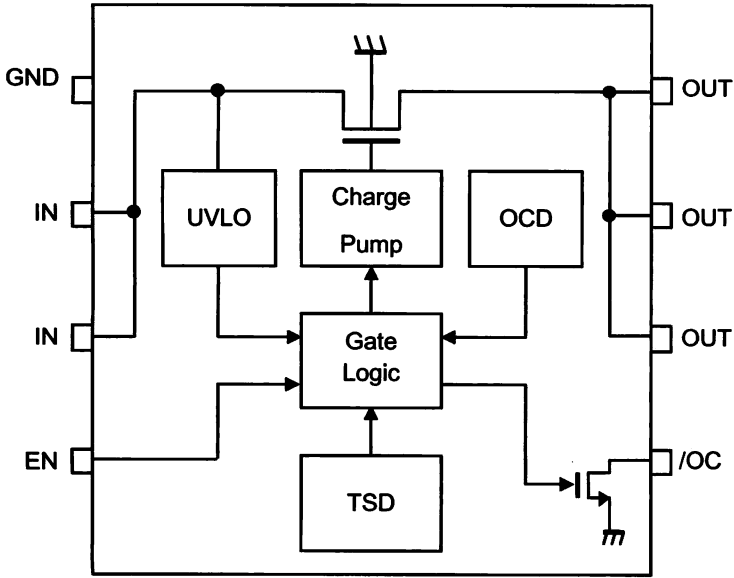 GND
OUT
IN
UVLO
Charge
Pump
OCD
OUT
IN
Gate
Logic
OUT
EN
TSD
/OC